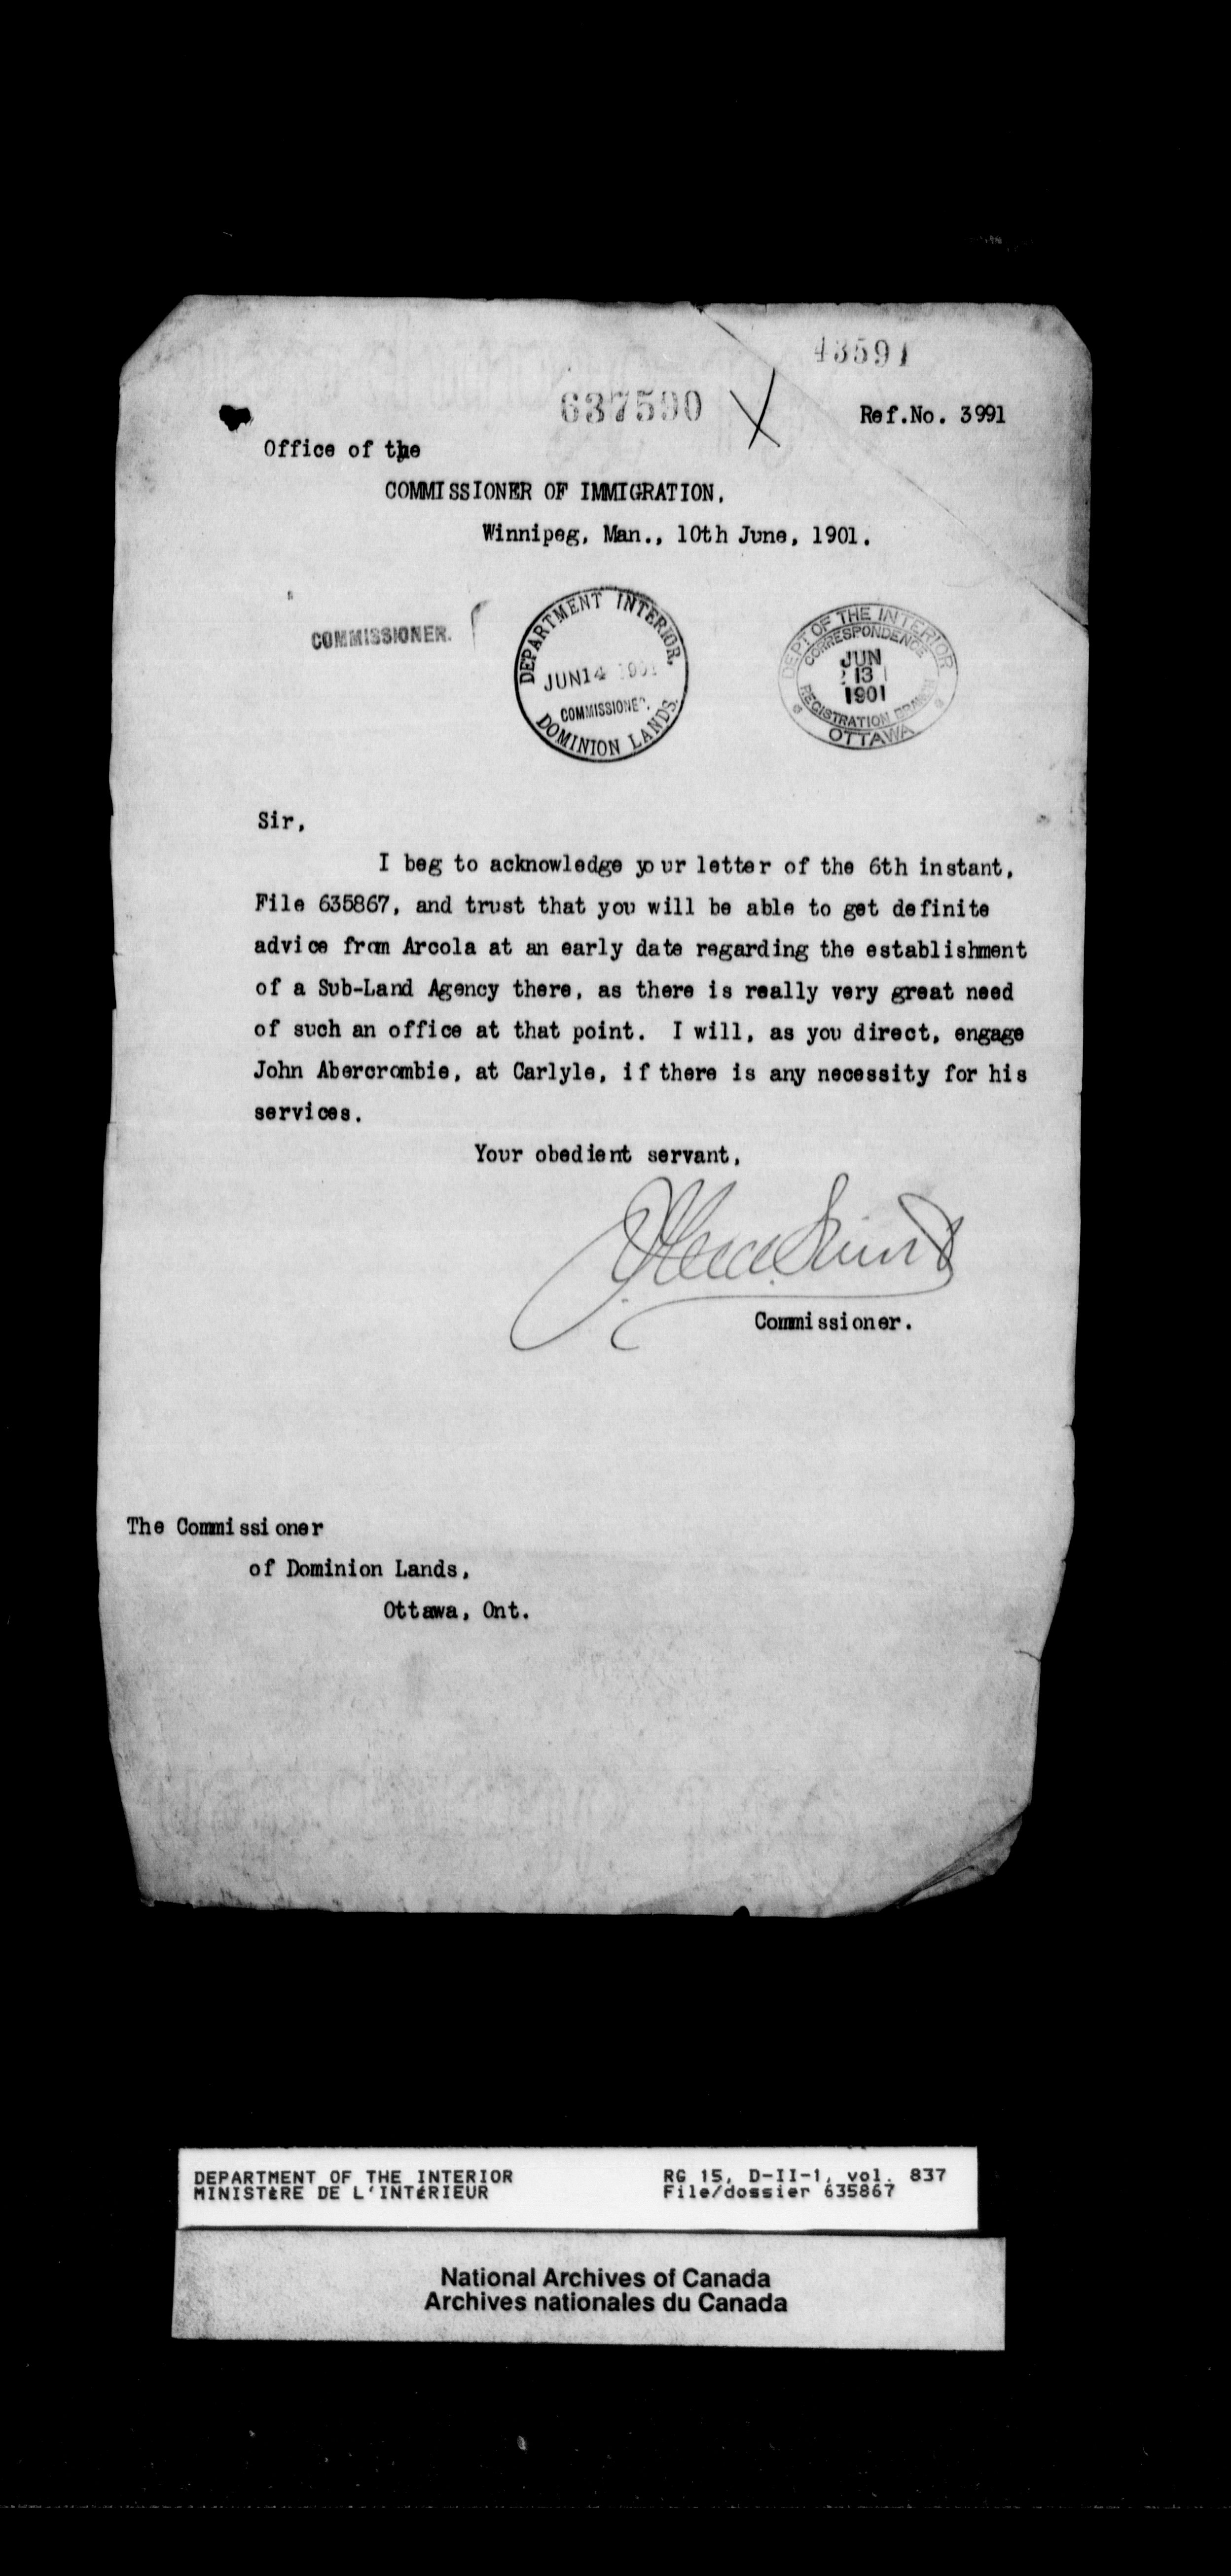 43591
637590
Ref.No. 3991
Office of the
COMMISSIONER OF IMMIGRATION,
Winnipeg, Man., 10th June, 1901.
COMMISSIONER.
DEPARTMENT INTERIOR,
JUN 14 1901
COMMISSIONER.
DOMINION LANDS.
DEPT OF THE INTERIOR
CORRESPONDENCE
JUN
13
1901
REGISTRATION BRANCH
OTTAWA
Sir,
I beg to acknowledge your letter of the 6th instant,
File 635867, and trust that you will be able to get definite
advice from Arcola at an early date regarding the establishment
of a Sub-Land Agency there, as there is really very great need
of such an office at that point. I will, as you direct, engage
John Abercrombie, at Carlyle, if there is any necessity for his
services.
Your obedient servant,
Commissioner.
The Commissioner
of Dominion Lands,
Ottawa, Ont.
DEPARTMENT OF THE INTERIOR
MINISTèRE DE L'INTéRIEUR
RG 15, D-II-1, vol. 837
File/dossier 635867
National Archives of Canada
Archives nationales du Canada